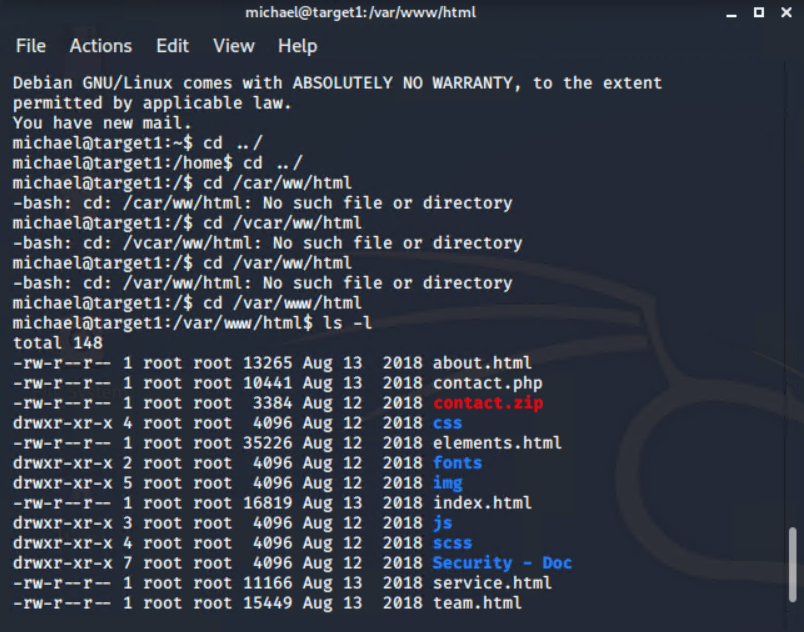 michael@target1:/var/www/html
File Actions Edit View Help
Debian GNU/Linux comes with ABSOLUTELY NO WARRANTY, to the extent
permitted by applicable law.
You have new mail.
michael@target1:~$ cd ../
michael@target1:/home$ cd ../
michael@target1:/$ cd /car/ww/html
-bash: cd: /car/ww/html: No such file or directory
michael@target1:/$ cd /vcar/ww/html
-bash: cd: /vcar/ww/html: No such file or directory
michael@target1:/$ cd /var/ww/html
-bash: cd: /var/ww/html: No such file or directory
michael@target1:/$ cd /var/www/html
michael@target1:/var/www/html$ ls -l
total 148
-rw-r--r-- 1 root root 13265 Aug 13  2018 about.html
-rw-r--r-- 1 root root 10441 Aug 13  2018 contact.php
-rw-r--r-- 1 root root  3384 Aug 12  2018 contact.zip
drwxr-xr-x 4 root root  4096 Aug 12  2018 css
-rw-r--r-- 1 root root 35226 Aug 12  2018 elements.html
drwxr-xr-x 2 root root  4096 Aug 12  2018 fonts
drwxr-xr-x 5 root root  4096 Aug 12  2018 img
-rw-r--r-- 1 root root 16819 Aug 13  2018 index.html
drwxr-xr-x 3 root root  4096 Aug 12  2018 js
drwxr-xr-x 4 root root  4096 Aug 12  2018 scss
drwxr-xr-x 7 root root  4096 Aug 12  2018 Security - Doc
-rw-r--r-- 1 root root 11166 Aug 13  2018 service.html
-rw-r--r-- 1 root root 15449 Aug 13  2018 team.html